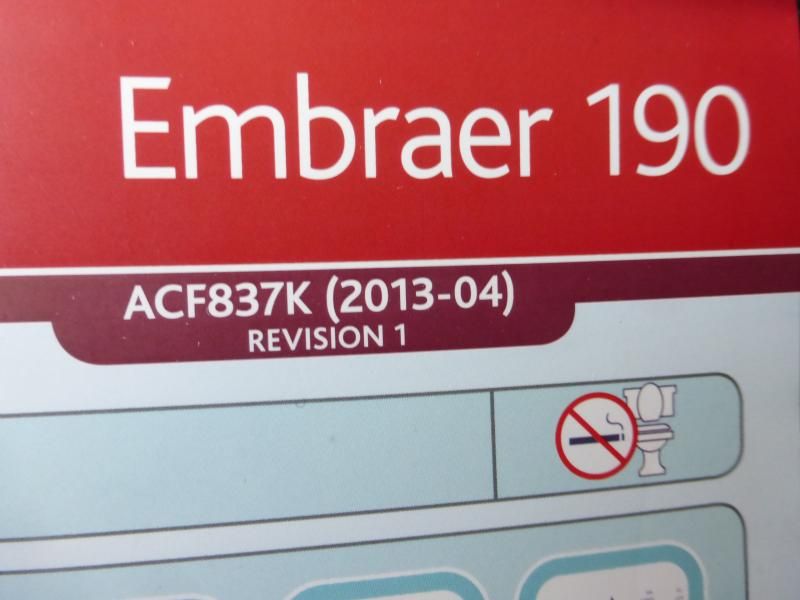 Embraer 190
ACF837K (2013-04)
REVISION 1